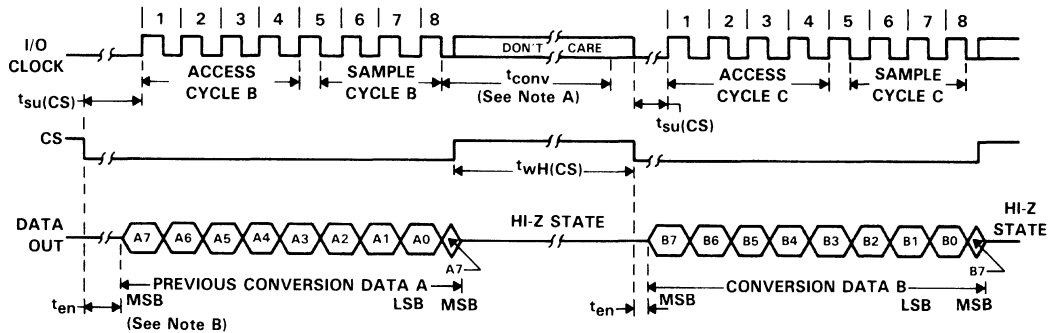 1 2 3 4 5 6 7 8 1 2 3 4 5 6 7 8
I/O CLOCK
DON'T CARE
ACCESS CYCLE B
SAMPLE CYCLE B
tconv
(See Note A)
ACCESS CYCLE C
SAMPLE CYCLE C
tsu(CS)
tsu(CS)
CS
twH(CS)
DATA OUT
A7 A6 A5 A4 A3 A2 A1 A0
A7
HI-Z STATE
B7 B6 B5 B4 B3 B2 B1 B0
B7
HI-Z STATE
PREVIOUS CONVERSION DATA A
CONVERSION DATA B
ten
MSB
LSB
MSB
ten
MSB
LSB
MSB
(See Note B)